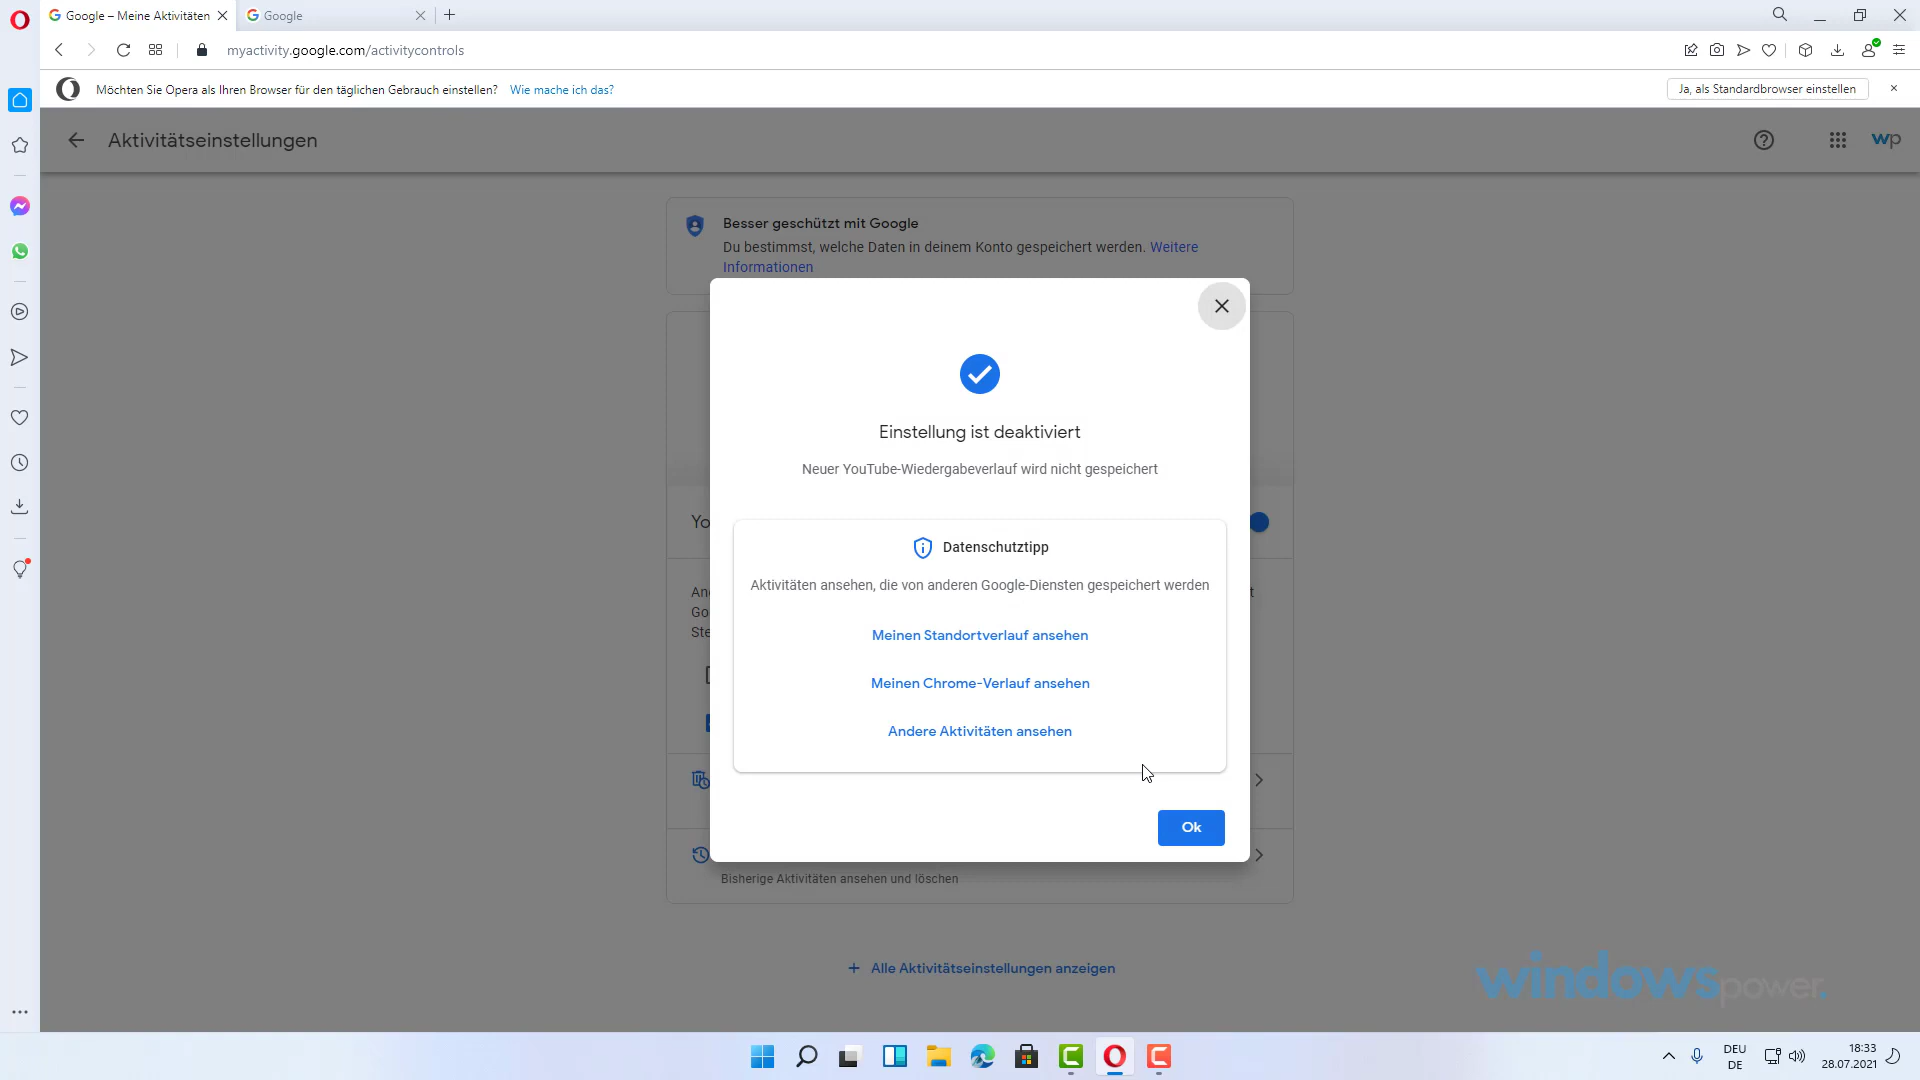 Google – Meine Aktivitäten
Google
myactivity.google.com/activitycontrols
Möchten Sie Opera als Ihren Browser für den täglichen Gebrauch einstellen? Wie mache ich das?
Ja, als Standardbrowser einstellen
Aktivitätseinstellungen
wp
Besser geschützt mit Google
Du bestimmst, welche Daten in deinem Konto gespeichert werden. Weitere
Informationen
Einstellung ist deaktiviert
Neuer YouTube-Wiedergabeverlauf wird nicht gespeichert
Datenschutztipp
Aktivitäten ansehen, die von anderen Google-Diensten gespeichert werden
Meinen Standortverlauf ansehen
Meinen Chrome-Verlauf ansehen
Andere Aktivitäten ansehen
Ok
Bisherige Aktivitäten ansehen und löschen
+ Alle Aktivitätseinstellungen anzeigen
windowspower.
DEU
DE
18:33
28.07.2021